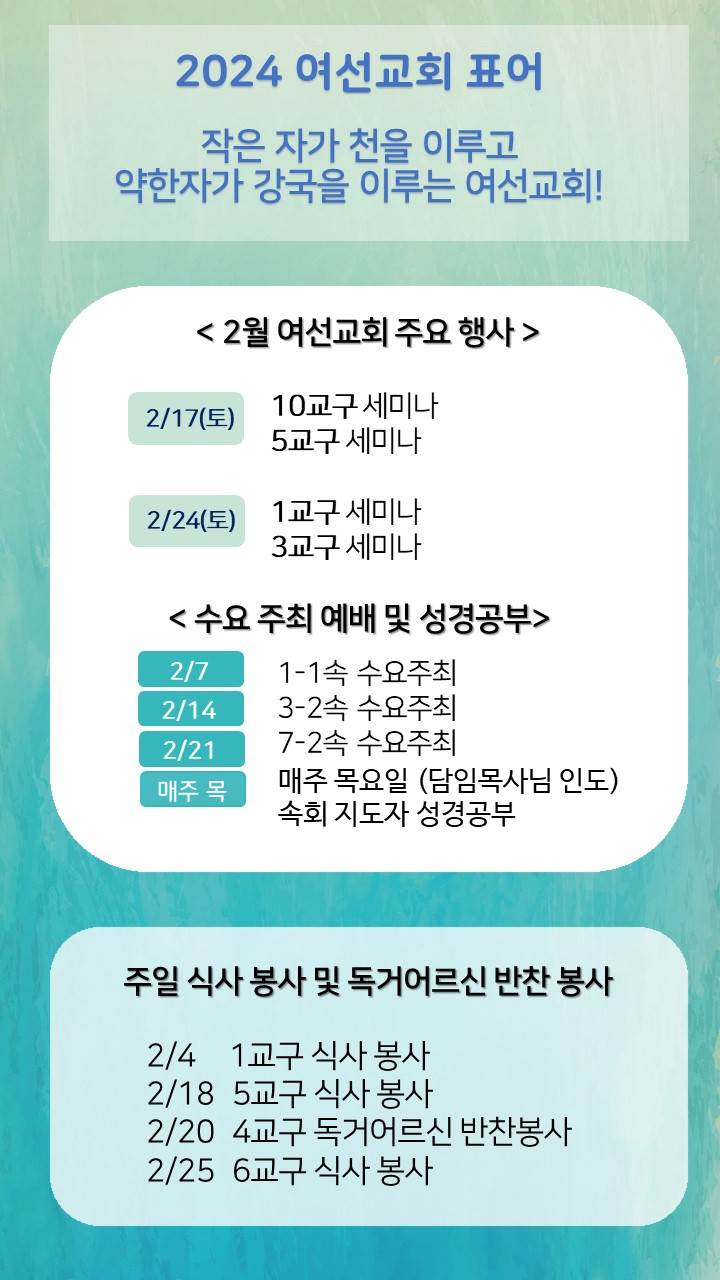 2024 여선교회 표어
작은 자가 천을 이루고
약한자가 강국을 이루는 여선교회!
< 2월 여선교회 주요 행사 >
2/17(토) 10교구 세미나
5교구 세미나
2/24(토) 1교구 세미나
3교구 세미나
< 수요 주최 예배 및 성경공부>
2/7 1-1속 수요주최
2/14 3-2속 수요주최
2/21 7-2속 수요주최
매주 목 매주 목요일 (담임목사님 인도)
속회 지도자 성경공부
주일 식사 봉사 및 독거어르신 반찬 봉사
2/4 1교구 식사 봉사
2/18 5교구 식사 봉사
2/20 4교구 독거어르신 반찬봉사
2/25 6교구 식사 봉사